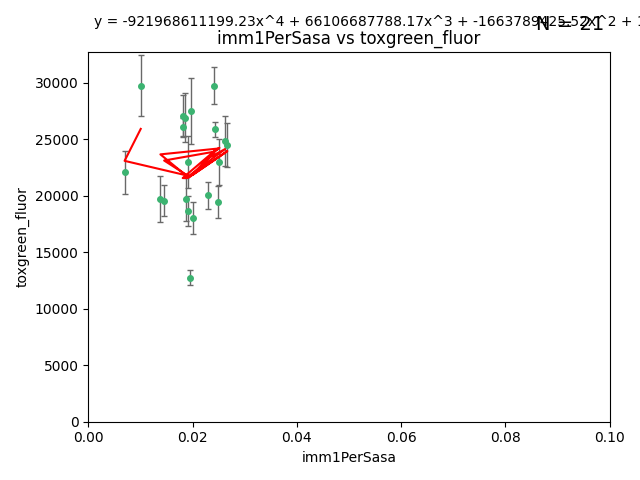 y = -921968611199.23x^4 + 66106687788.17x^3 + -1663789
N = 21
imm1PerSasa vs toxgreen_fluor
30000
25000
20000
15000
10000
5000
0
toxgreen_fluor
0.00 0.02 0.04 0.06 0.08 0.10
imm1PerSasa